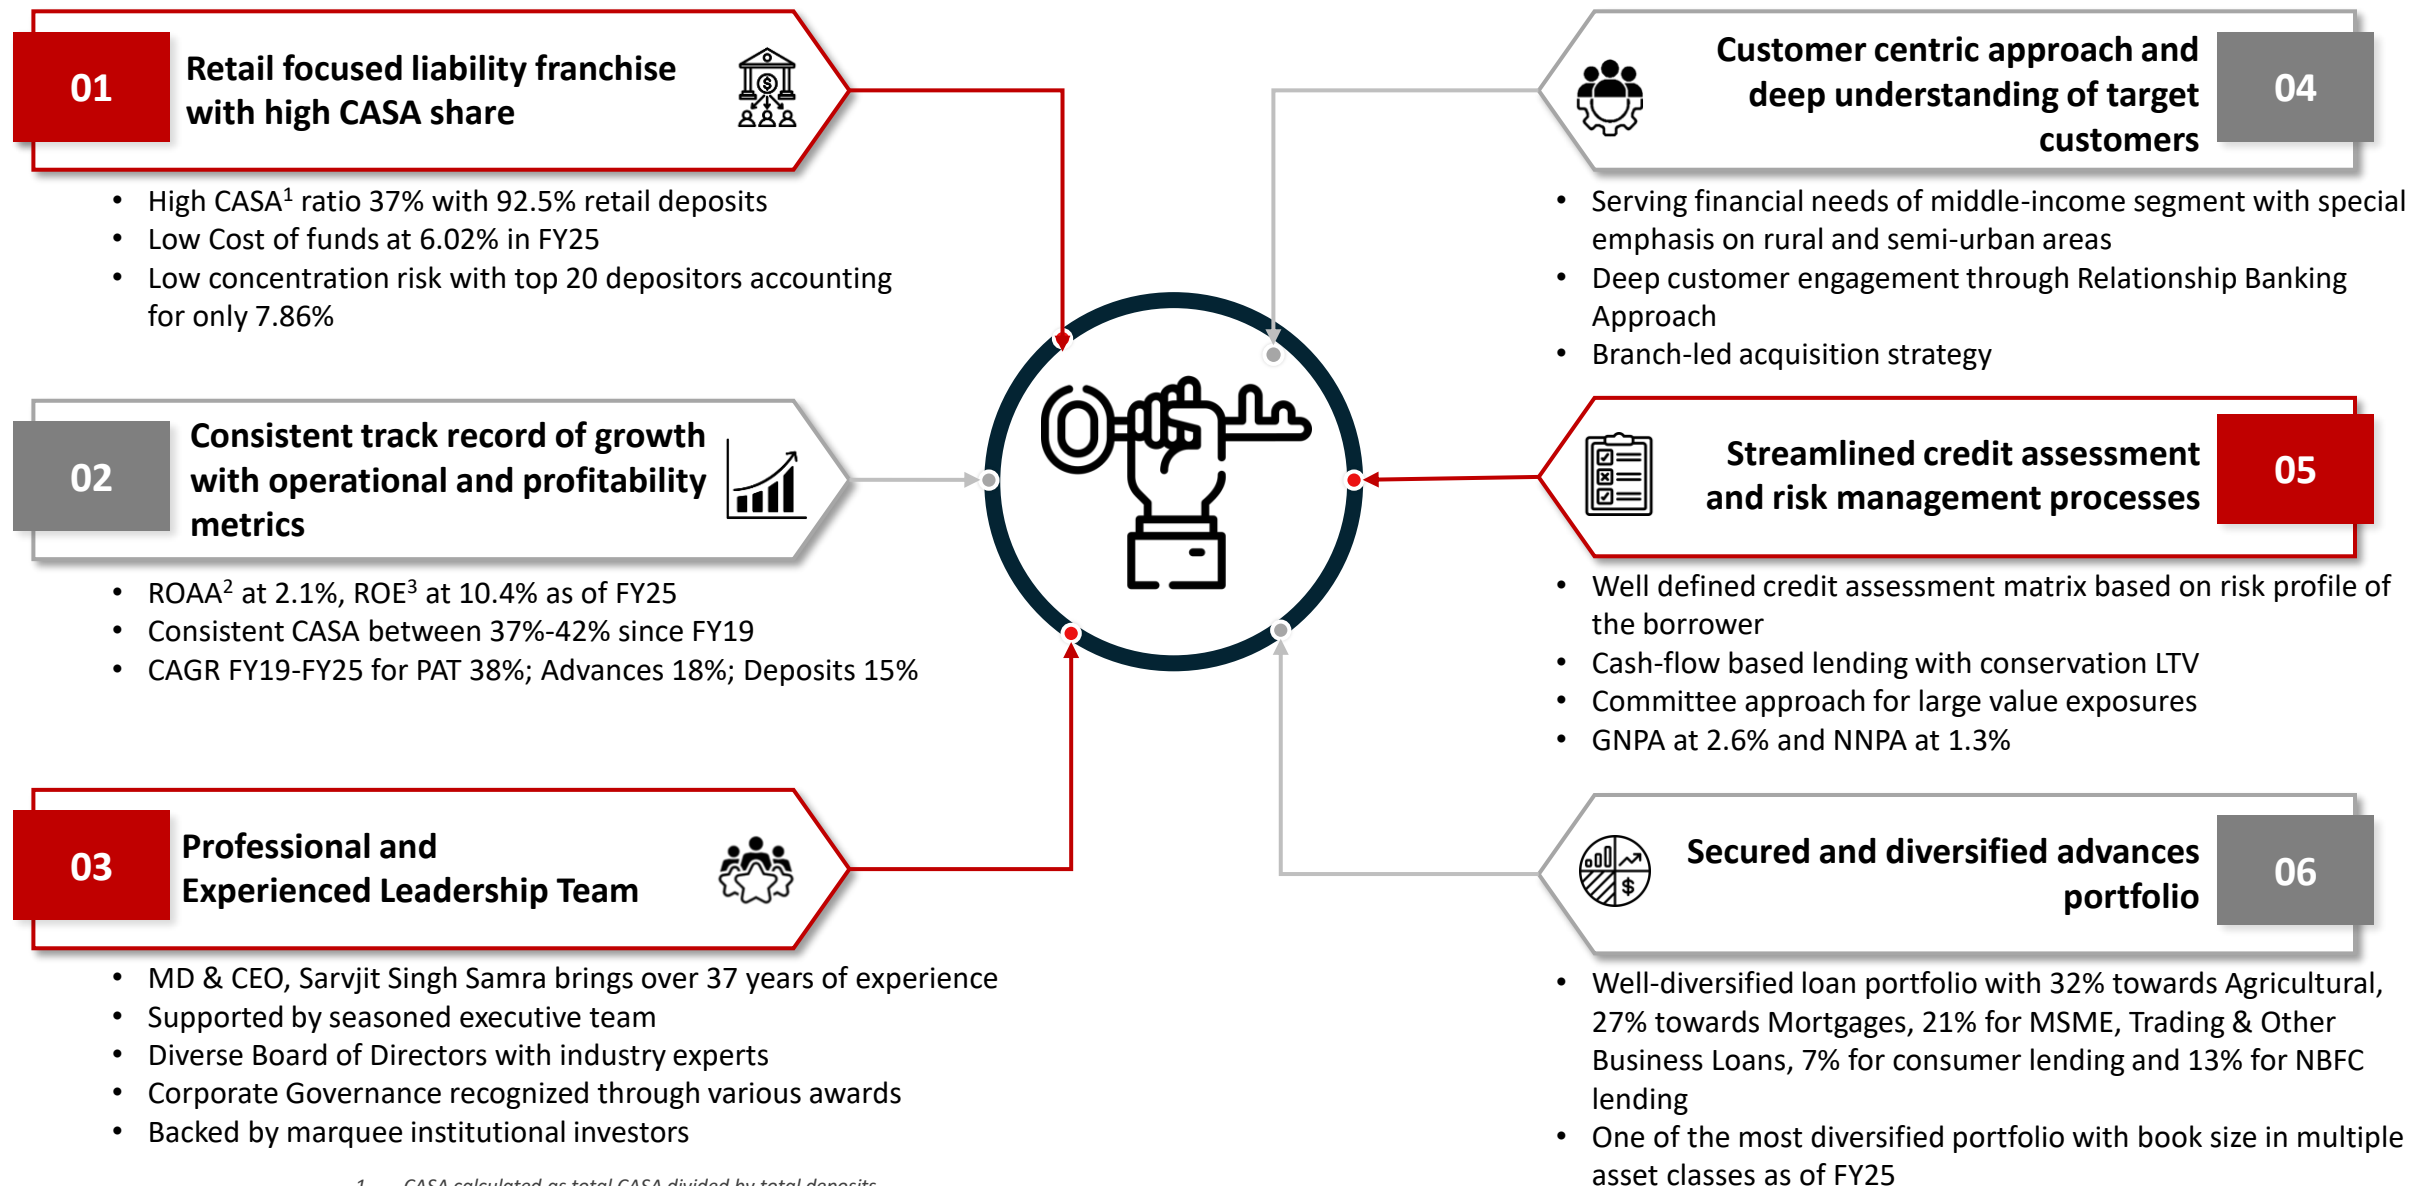 01
Retail focused liability franchise
with high CASA share
• High CASA¹ ratio 37% with 92.5% retail deposits
• Low Cost of funds at 6.02% in FY25
• Low concentration risk with top 20 depositors accounting
for only 7.86%
02
Consistent track record of growth
with operational and profitability
metrics
• ROAA² at 2.1%, ROE³ at 10.4% as of FY25
• Consistent CASA between 37%-42% since FY19
• CAGR FY19-FY25 for PAT 38%; Advances 18%; Deposits 15%
03
Professional and
Experienced Leadership Team
• MD & CEO, Sarvjit Singh Samra brings over 37 years of experience
• Supported by seasoned executive team
• Diverse Board of Directors with industry experts
• Corporate Governance recognized through various awards
• Backed by marquee institutional investors
1. CASA calculated as total CASA divided by total deposits
04
Customer centric approach and
deep understanding of target
customers
• Serving financial needs of middle-income segment with special
emphasis on rural and semi-urban areas
• Deep customer engagement through Relationship Banking
Approach
• Branch-led acquisition strategy
05
Streamlined credit assessment
and risk management processes
• Well defined credit assessment matrix based on risk profile of
the borrower
• Cash-flow based lending with conservation LTV
• Committee approach for large value exposures
• GNPA at 2.6% and NNPA at 1.3%
06
Secured and diversified advances
portfolio
• Well-diversified loan portfolio with 32% towards Agricultural,
27% towards Mortgages, 21% for MSME, Trading & Other
Business Loans, 7% for consumer lending and 13% for NBFC
lending
• One of the most diversified portfolio with book size in multiple
asset classes as of FY25